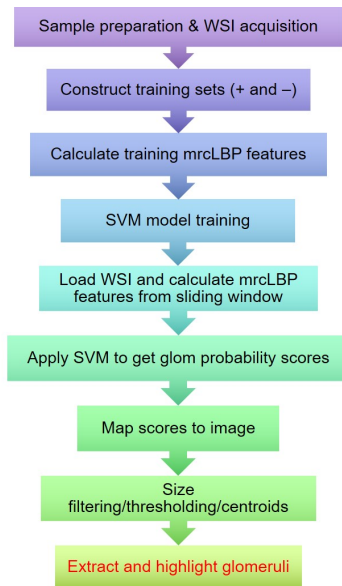 Sample preparation & WSI acquisition
Construct training sets (+ and –)
Calculate training mrcLBP features
SVM model training
Load WSI and calculate mrcLBP
features from sliding window
Apply SVM to get glom probability scores
Map scores to image
Size
filtering/thresholding/centroids
Extract and highlight glomeruli